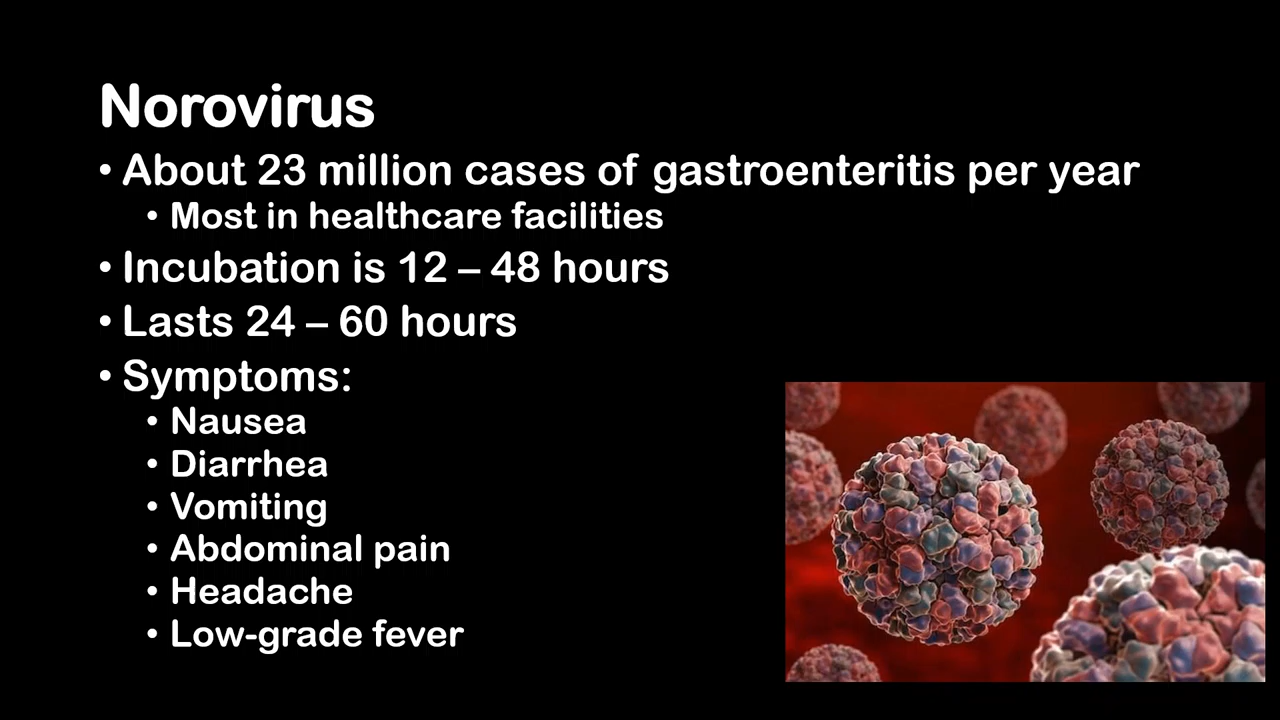 Norovirus
• About 23 million cases of gastroenteritis per year
• Most in healthcare facilities
• Incubation is 12 – 48 hours
• Lasts 24 – 60 hours
• Symptoms:
• Nausea
• Diarrhea
• Vomiting
• Abdominal pain
• Headache
• Low-grade fever